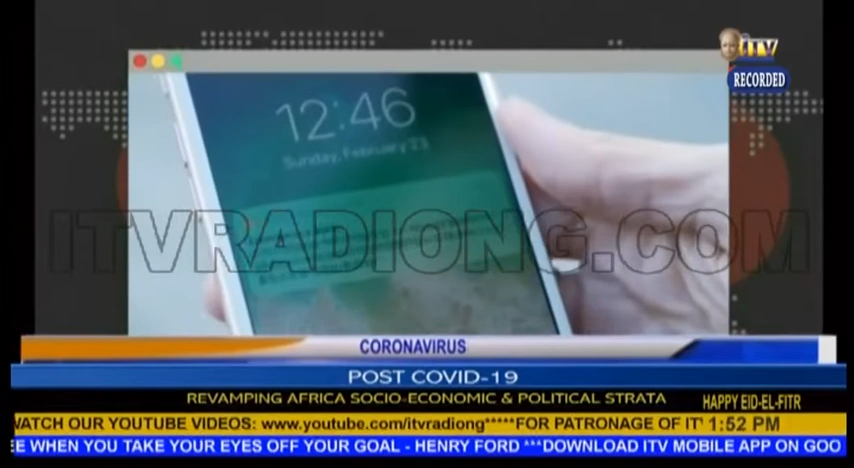 iTV
RECORDED
12:46
Sunday, February 23
ITVRADIONG.COM
CORONAVIRUS
POST COVID-19
REVAMPING AFRICA SOCIO-ECONOMIC & POLITICAL STRATA
HAPPY EID-EL-FITR
WATCH OUR YOUTUBE VIDEOS: www.youtube.com/itvradiong*****FOR PATRONAGE OF IT
1:52 PM
E WHEN YOU TAKE YOUR EYES OFF YOUR GOAL - HENRY FORD ***DOWNLOAD ITV MOBILE APP ON GOO